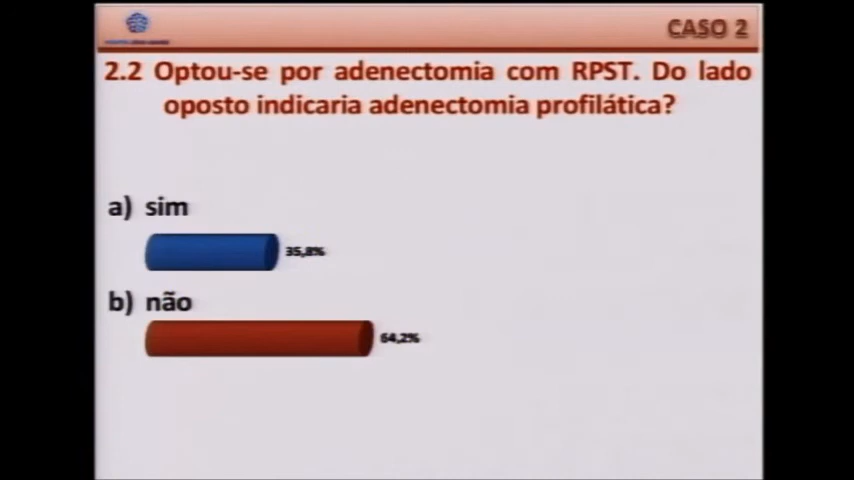 CASO 2
2.2 Optou-se por adenectomia com RPST. Do lado
oposto indicaria adenectomia profilática?
a) sim
35,8%
b) não
64,2%